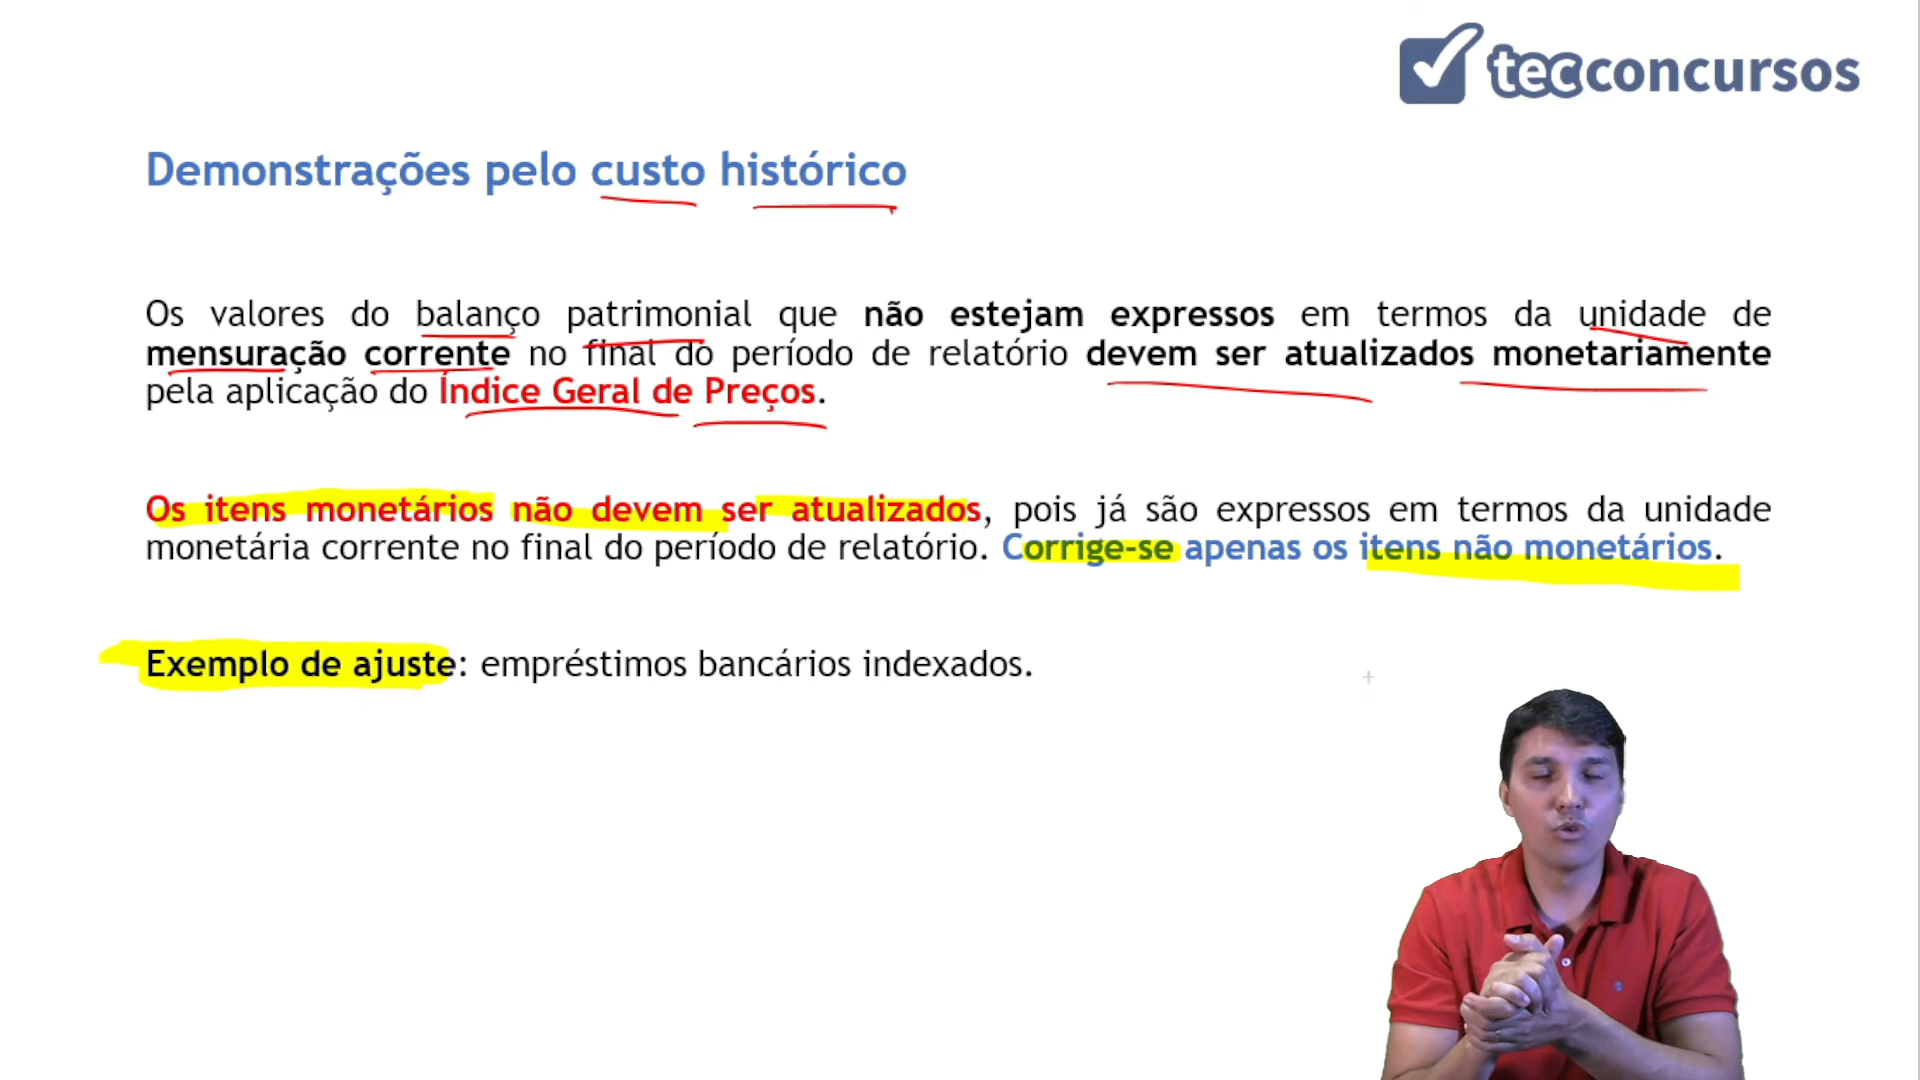 tecconcursos
Demonstrações pelo custo histórico
Os valores do balanço patrimonial que não estejam expressos em termos da unidade de
mensuração corrente no final do período de relatório devem ser atualizados monetariamente
pela aplicação do Índice Geral de Preços.
Os itens monetários não devem ser atualizados, pois já são expressos em termos da unidade
monetária corrente no final do período de relatório. Corrige-se apenas os itens não monetários.
Exemplo de ajuste: empréstimos bancários indexados.